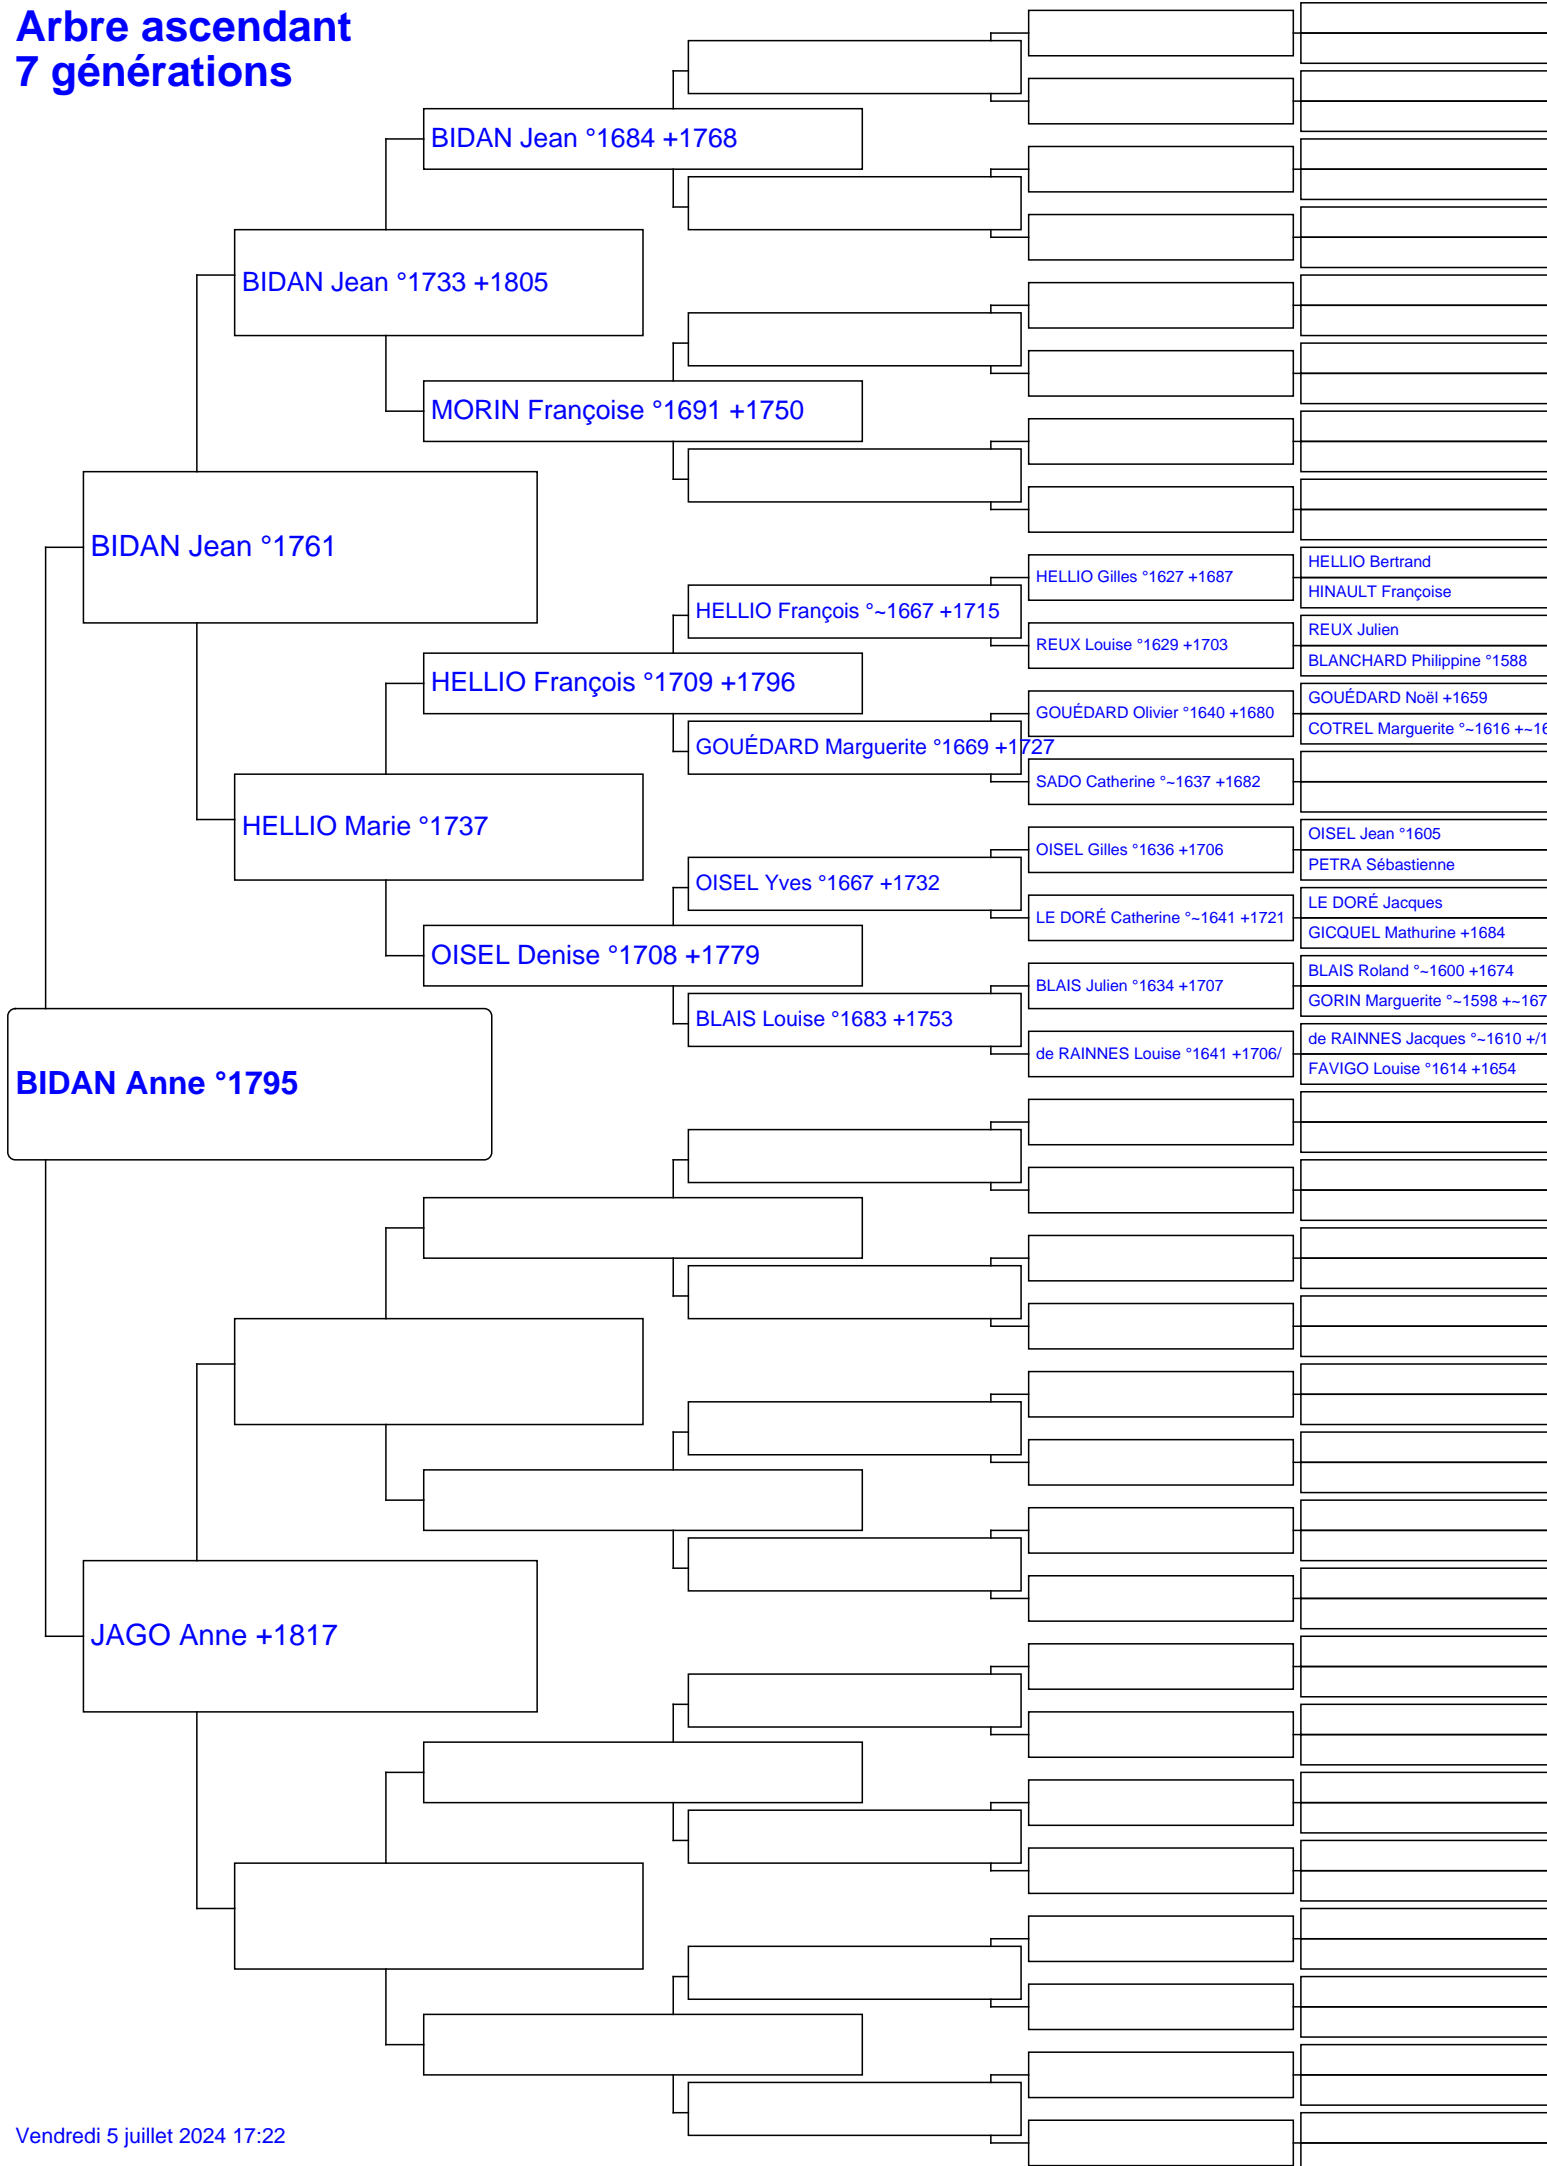 Arbre ascendant
7 générations
BIDAN Jean °1684 +1768
BIDAN Jean °1733 +1805
MORIN Françoise °1691 +1750
BIDAN Jean °1761
HELLIO Bertrand
HELLIO Gilles °1627 +1687
HINAULT Françoise
HELLIO François °~1667 +1715
REUX Julien
REUX Louise °1629 +1703
BLANCHARD Philippine °1588
HELLIO François °1709 +1796
GOUÉDARD Noël +1659
GOUÉDARD Olivier °1640 +1680
COTREL Marguerite °~1616 +~16
GOUÉDARD Marguerite °1669 +1727
SADO Catherine °~1637 +1682
HELLIO Marie °1737
OISEL Jean °1605
OISEL Gilles °1636 +1706
PETRA Sébastienne
OISEL Yves °1667 +1732
LE DORÉ Jacques
LE DORÉ Catherine °~1641 +1721
GICQUEL Mathurine +1684
OISEL Denise °1708 +1779
BLAIS Roland °~1600 +1674
BLAIS Julien °1634 +1707
GORIN Marguerite °~1598 +~167
BLAIS Louise °1683 +1753
de RAINNES Jacques °~1610 +/1
de RAINNES Louise °1641 +1706/
FAVIGO Louise °1614 +1654
BIDAN Anne °1795
JAGO Anne +1817
Vendredi 5 juillet 2024 17:22